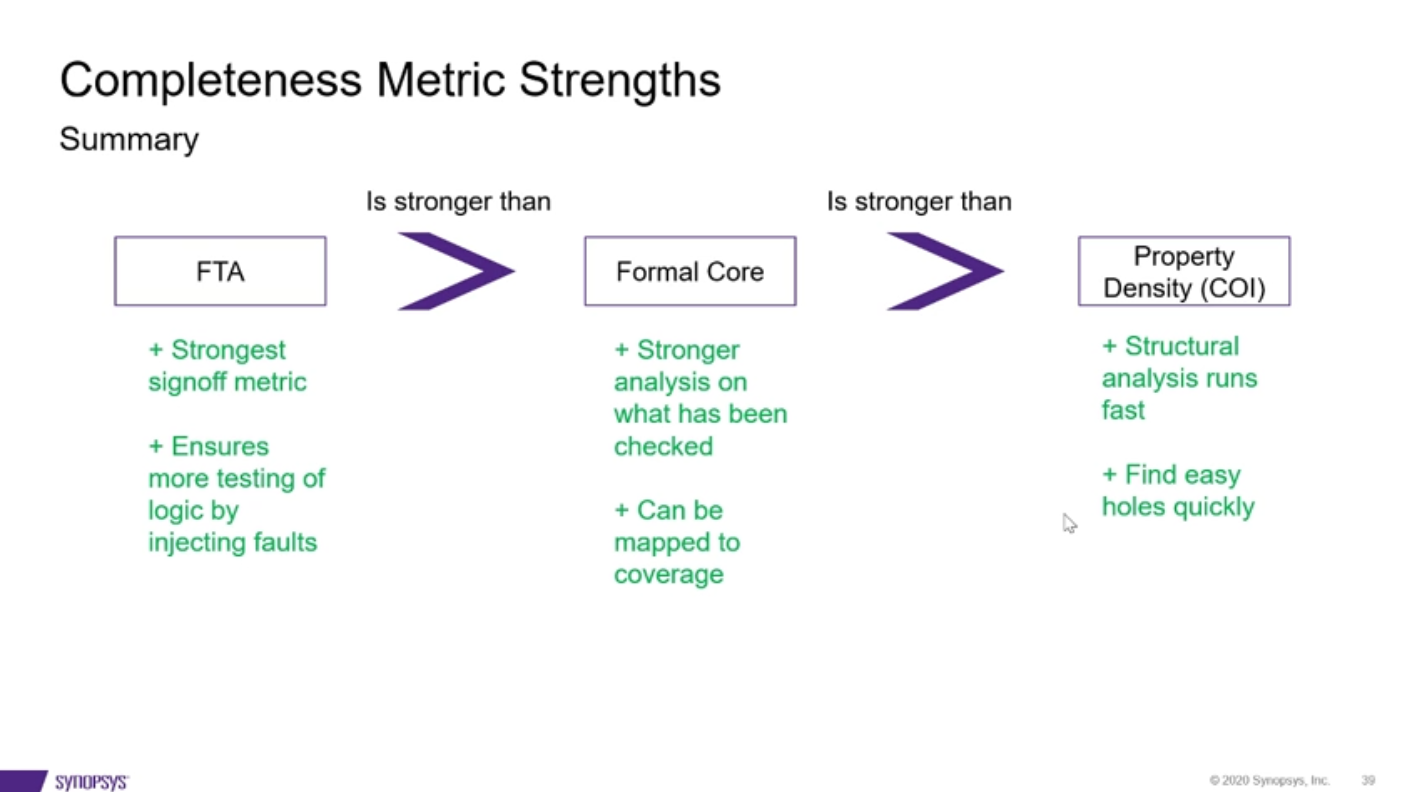 Completeness Metric Strengths
Summary
Is stronger than
Is stronger than
FTA
Formal Core
Property
Density (COI)
+ Strongest
signoff metric
+ Ensures
more testing of
logic by
injecting faults
+ Stronger
analysis on
what has been
checked
+ Can be
mapped to
coverage
+ Structural
analysis runs
fast
+ Find easy
holes quickly
SYNOPSYS
© 2020 Synopsys, Inc.
39